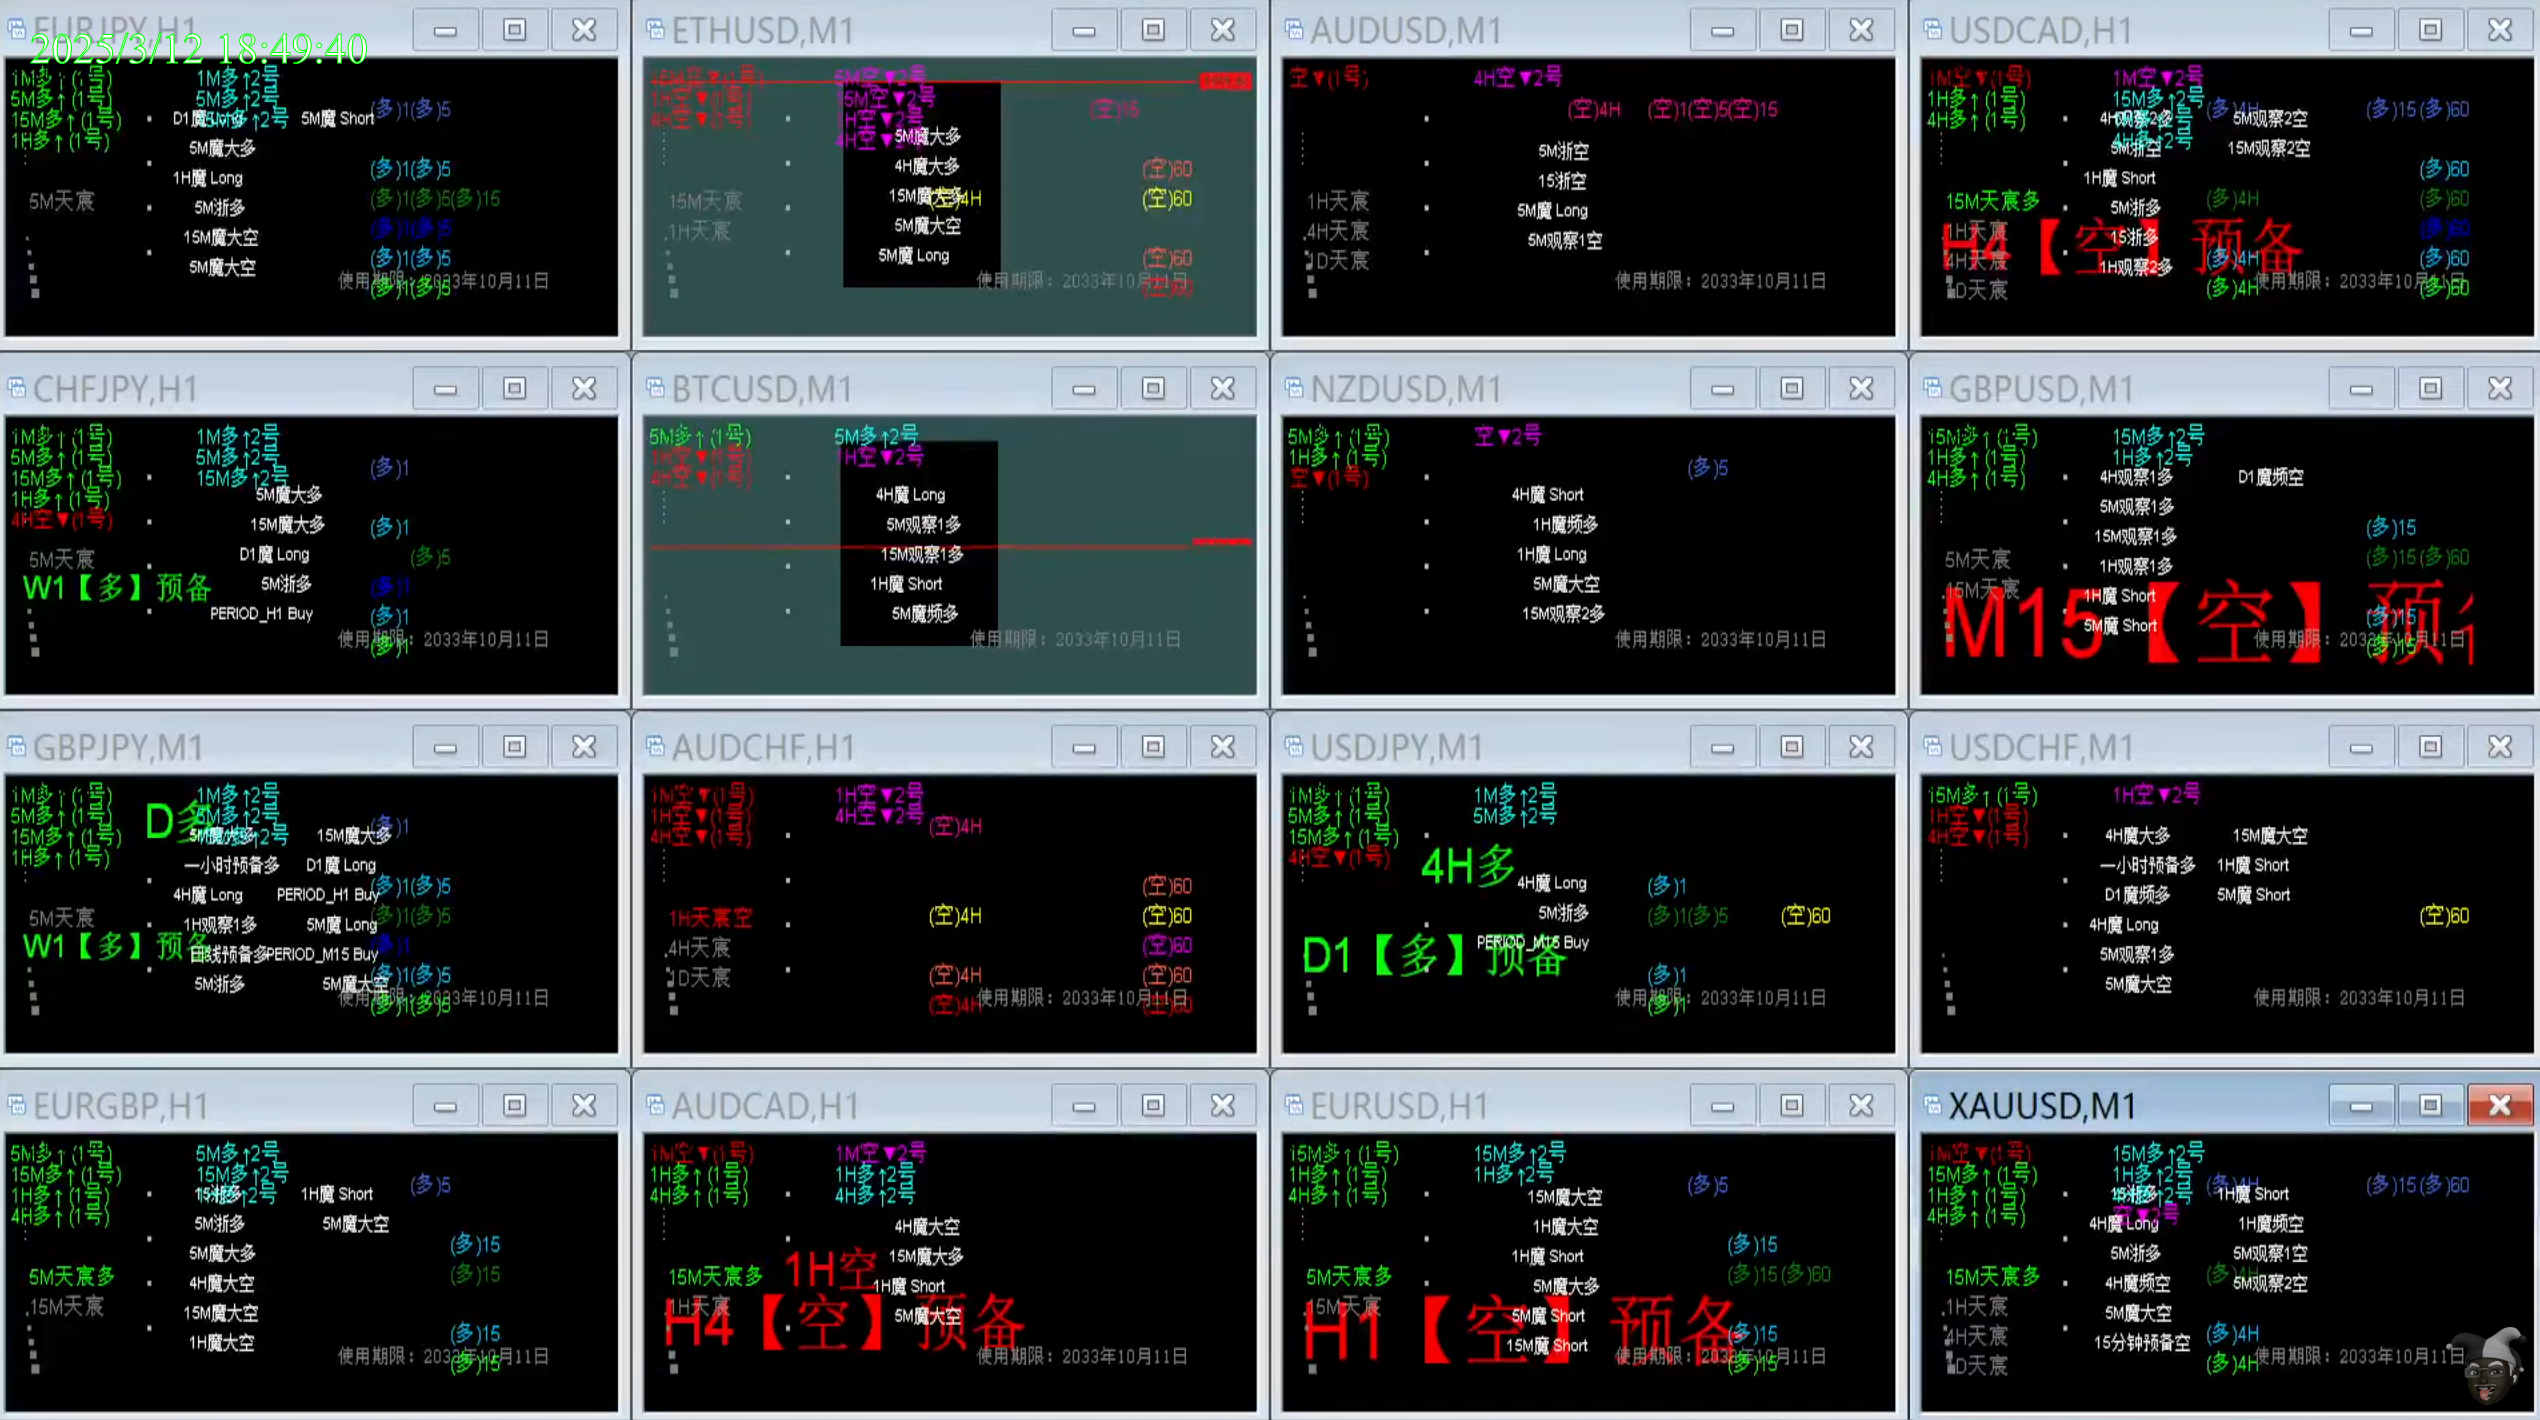 EURJPY,H1
2025/3/12 18:49:40
1M多↑(1号)
5M多↑(1号)
15M多↑(1号)
1H多↑(1号)
1M多↑2号
5M多↑2号
15M多↑2号
D1魔 Long
5M魔 Short
5M魔大多
1H魔 Long
5M浙多
15M魔大空
5M魔大空
(多)1(多)5
(多)1(多)5
(多)1(多)5(多)15
(多)1(多)5
(多)1(多)5
(多)1(多)5
5M天宸
使用期限：2033年10月11日
ETHUSD,M1
15M空▼(1号)
1H空▼(1号)
4H空▼(1号)
5M空▼2号
15M空▼2号
1H空▼2号
4H空▼2号
5M魔大多
4H魔大多
15M魔大多
5M魔大空
5M魔 Long
(空)15
(空)60
(空)4H
(空)60
(空)60
(空)60
15M天宸
1H天宸
使用期限：2033年10月11日
AUDUSD,M1
空▼(1号)
4H空▼2号
(空)4H
(空)1(空)5(空)15
5M浙空
15浙空
5M魔 Long
5M观察1空
1H天宸
4H天宸
1D天宸
使用期限：2033年10月11日
USDCAD,H1
1M空▼(1号)
1H多↑(1号)
4H多↑(1号)
1M空▼2号
15M多↑2号
4H多↑2号
4H观察2多
5M观察2空
5M浙空
15M观察2空
1H魔 Short
5M浙多
15浙多
1H观察2多
(多)4H
(多)15(多)60
(多)60
(多)4H
(多)60
(多)60
(多)4H
(多)60
(多)4H
(多)60
15M天宸多
1H天宸
4H天宸
1D天宸
H4【空】预备
使用期限：2033年10月11日
CHFJPY,H1
1M多↑(1号)
5M多↑(1号)
15M多↑(1号)
1H多↑(1号)
4H空▼(1号)
1M多↑2号
5M多↑2号
15M多↑2号
5M魔大多
15M魔大多
D1魔 Long
5M浙多
PERIOD_H1 Buy
(多)1
(多)1
(多)5
(多)1
(多)1
(多)1
5M天宸
W1【多】预备
使用期限：2033年10月11日
BTCUSD,M1
5M多↑(1号)
1H空▼(1号)
4H空▼(1号)
5M多↑2号
1H空▼2号
4H魔 Long
5M观察1多
15M观察1多
1H魔 Short
5M魔频多
使用期限：2033年10月11日
NZDUSD,M1
5M多↑(1号)
1H多↑(1号)
空▼(1号)
空▼2号
(多)5
4H魔 Short
1H魔频多
1H魔 Long
5M魔大空
15M观察2多
使用期限：2033年10月11日
GBPUSD,M1
15M多↑(1号)
1H多↑(1号)
4H多↑(1号)
15M多↑2号
1H多↑2号
4H观察1多
D1魔频空
5M观察1多
15M观察1多
1H观察1多
1H魔 Short
5M魔 Short
(多)15
(多)15(多)60
(多)15
(多)15
5M天宸
15M天宸
M15【空】预
使用期限：2033年10月11日
GBPJPY,M1
1M多↑(1号)
5M多↑(1号)
15M多↑(1号)
1H多↑(1号)
1M多↑2号
5M多↑2号
15M多↑2号
D多
5M魔大多
15M魔大多
一小时预备多
D1魔 Long
4H魔 Long
PERIOD_H1 Buy
1H观察1多
5M魔 Long
日线预备多
PERIOD_M15 Buy
5M浙多
5M魔大空
(多)1
(多)1(多)5
(多)1(多)5
(多)1
(多)1(多)5
(多)1(多)5
5M天宸
W1【多】预备
使用期限：2033年10月11日
AUDCHF,H1
1M空▼(1号)
1H空▼(1号)
4H空▼(1号)
1H空▼2号
4H空▼2号
(空)4H
(空)60
(空)4H
(空)60
(空)60
(空)4H
(空)60
(空)4H
(空)60
1H天宸空
4H天宸
1D天宸
使用期限：2033年10月11日
USDJPY,M1
1M多↑(1号)
5M多↑(1号)
15M多↑(1号)
4H空▼(1号)
1M多↑2号
5M多↑2号
4H多
4H魔 Long
5M浙多
PERIOD_M15 Buy
(多)1
(多)1(多)5
(空)60
(多)1
(多)1
D1【多】预备
使用期限：2033年10月11日
USDCHF,M1
15M多↑(1号)
1H空▼(1号)
4H空▼(1号)
1H空▼2号
4H魔大多
15M魔大空
一小时预备多
1H魔 Short
D1魔频多
5M魔 Short
4H魔 Long
5M观察1多
5M魔大空
(空)60
使用期限：2033年10月11日
EURGBP,H1
5M多↑(1号)
15M多↑(1号)
1H多↑(1号)
4H多↑(1号)
5M多↑2号
15M多↑2号
15浙多
1H魔 Short
5M浙多
5M魔大空
5M魔大多
4H魔大空
15M魔大空
1H魔大空
(多)5
(多)15
(多)15
(多)15
(多)15
5M天宸多
15M天宸
使用期限：2033年10月11日
AUDCAD,H1
1M空▼(1号)
1H多↑(1号)
4H多↑(1号)
1M空▼2号
1H多↑2号
4H多↑2号
4H魔大空
15M魔大多
1H魔 Short
5M魔大空
15M天宸多
1H天宸
1H空
H4【空】预备
使用期限：2033年10月11日
EURUSD,H1
15M多↑(1号)
1H多↑(1号)
4H多↑(1号)
15M多↑2号
1H多↑2号
15M魔大空
1H魔大空
1H魔 Short
5M魔大多
5M魔 Short
15M魔 Short
(多)5
(多)15
(多)15(多)60
(多)15
(多)15
5M天宸多
15M天宸
H1【空】预备
使用期限：2033年10月11日
XAUUSD,M1
1M空▼(1号)
15M多↑(1号)
1H多↑(1号)
4H多↑(1号)
15M多↑2号
1H多↑2号
空▼2号
15浙多
1H魔 Short
4H魔 Long
1H魔频空
5M浙多
5M观察1空
4H魔频空
5M观察2空
5M魔大空
15分钟预备空
(多)4H
(多)15(多)60
(多)4H
(多)4H
(多)4H
15M天宸多
1H天宸
4H天宸
1D天宸
使用期限：2033年10月11日